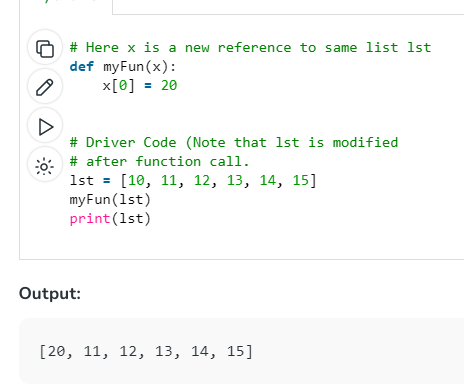 # Here x is a new reference to same list lst
def myFun(x):
    x[0] = 20
# Driver Code (Note that lst is modified
# after function call.
lst = [10, 11, 12, 13, 14, 15]
myFun(lst)
print(lst)
Output:
[20, 11, 12, 13, 14, 15]